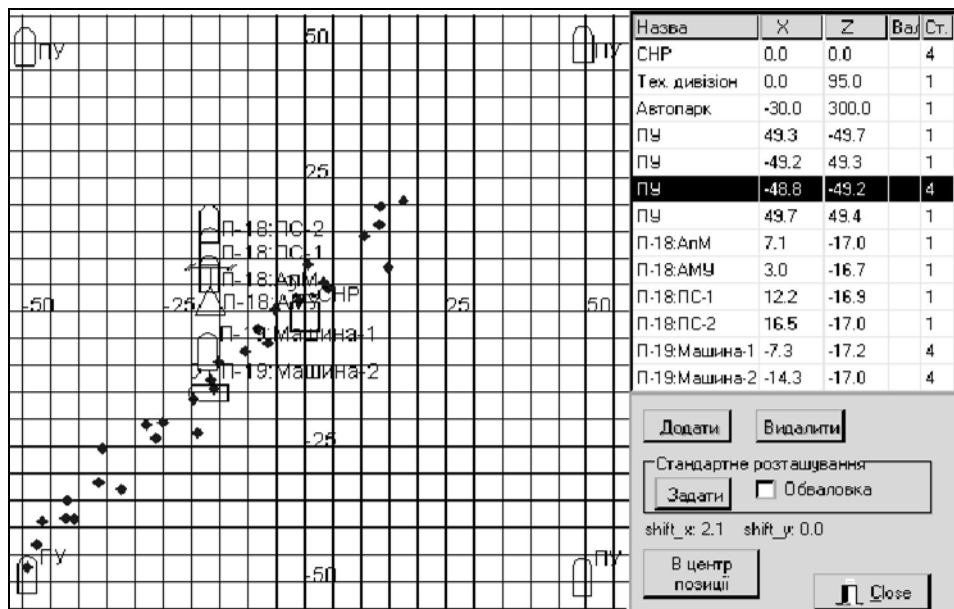 50
ПУ
ПУ
25
П-18:ПС-2
П-18:ПС-1
П-18:АпМ
-50
-25
П-18:АМУ
СНР
25
50
П-19:Машина-1
П-19:Машина-2
-25
ПУ
ПУ
-50
Назва X Z Вал Ст.
СНР 0.0 0.0 4
Тех. дивізіон 0.0 95.0 1
Автопарк -30.0 300.0 1
ПУ 49.3 -49.7 1
ПУ -49.2 49.3 1
ПУ -48.8 -49.2 4
ПУ 49.7 49.4 1
П-18:АпМ 7.1 -17.0 1
П-18:АМУ 3.0 -16.7 1
П-18:ПС-1 12.2 -16.9 1
П-18:ПС-2 16.5 -17.0 1
П-19:Машина-1 -7.3 -17.2 4
П-19:Машина-2 -14.3 -17.0 4
Додати Видалити
Стандартне розташування
Задати Обваловка
shift_x: 2.1 shift_y: 0.0
В центр
позиції
Close